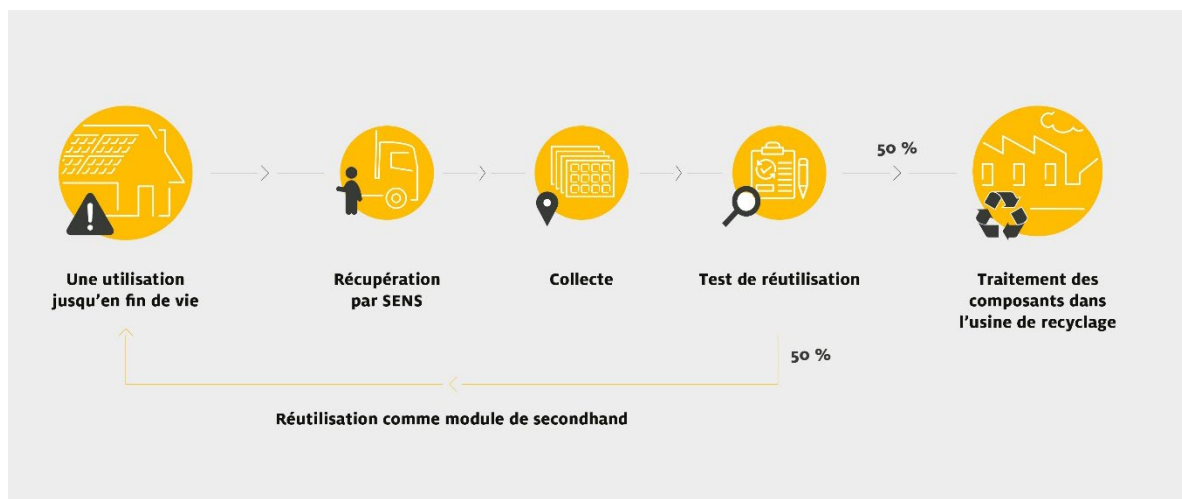 50 %
Une utilisation
jusqu'en fin de vie
Récupération
par SENS
Collecte
Test de réutilisation
Traitement des
composants dans
l'usine de recyclage
50 %
Réutilisation comme module de secondhand